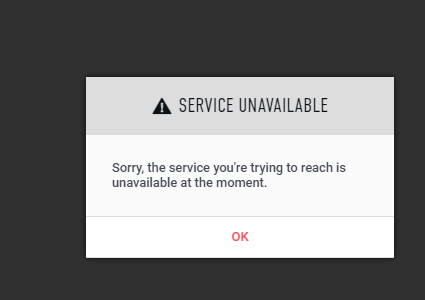 SERVICE UNAVAILABLE
Sorry, the service you're trying to reach is
unavailable at the moment.
OK